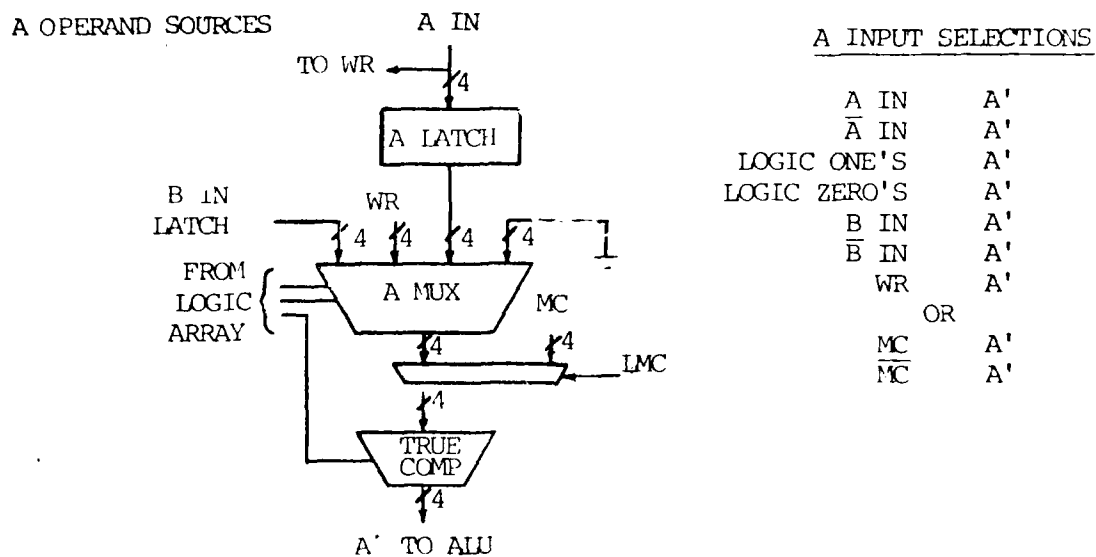 A OPERAND SOURCES
A IN
TO WR
4
A LATCH
B IN
LATCH
WR
4
4
4
4
FROM
LOGIC
ARRAY
A MUX
MC
4
4
LMC
4
TRUE
COMP
4
A' TO ALU
A INPUT SELECTIONS
A IN A'
A̅ IN A'
LOGIC ONE'S A'
LOGIC ZERO'S A'
B IN A'
B̅ IN A'
WR A'
OR
MC A'
M̅C̅ A'